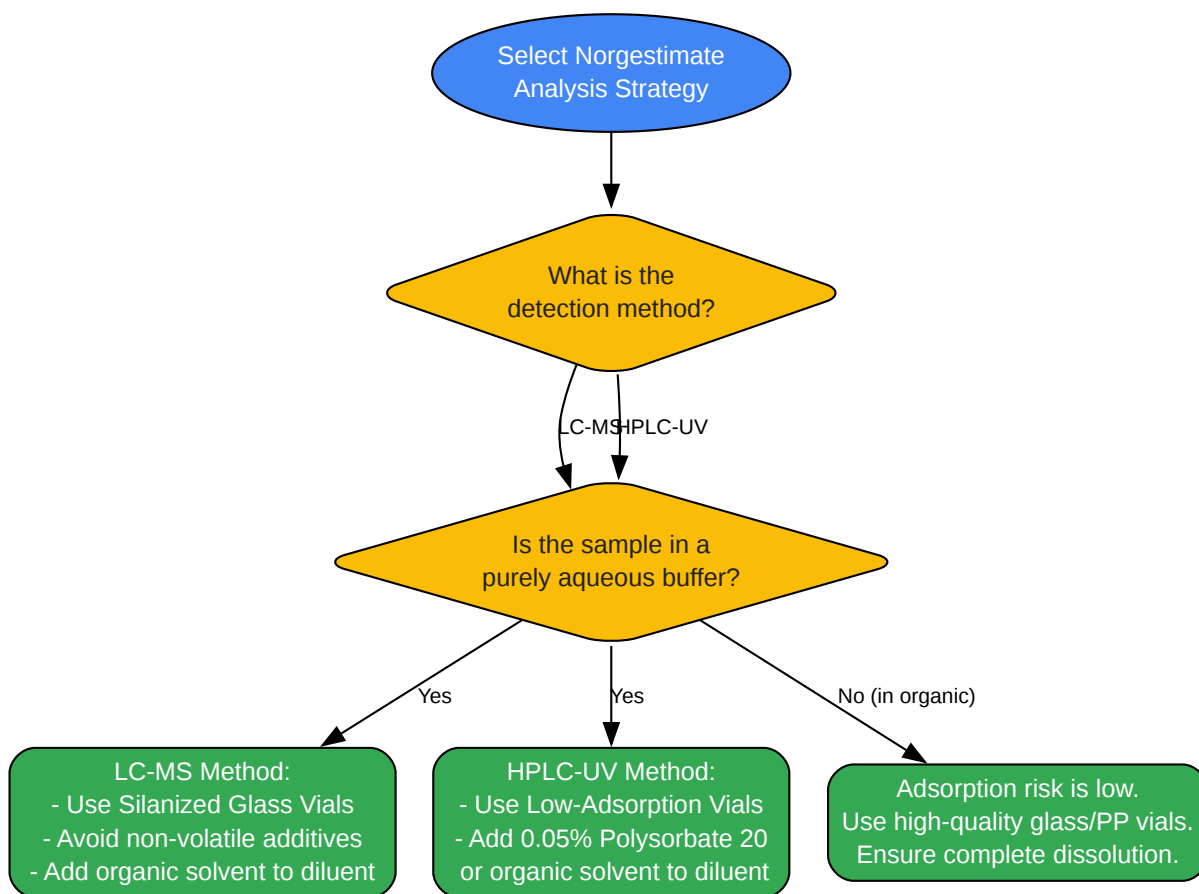 Select Norgestimate
Analysis Strategy
What is the
detection method?
LC-MS
HPLC-UV
Is the sample in a
purely aqueous buffer?
Yes
Yes
No (in organic)
LC-MS Method:
- Use Silanized Glass Vials
- Avoid non-volatile additives
- Add organic solvent to diluent
HPLC-UV Method:
- Use Low-Adsorption Vials
- Add 0.05% Polysorbate 20
or organic solvent to diluent
Adsorption risk is low.
Use high-quality glass/PP vials.
Ensure complete dissolution.